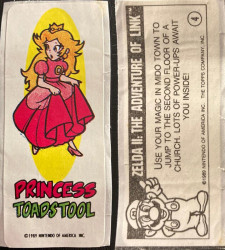 PRINCESS
TOADSTOOL
©1989 NINTENDO OF AMERICA INC.
4
ZELDA II: THE ADVENTURE OF LINK™
USE YOUR MAGIC IN MIDO TOWN TO
JUMP TO THE SECOND FLOOR OF A
CHURCH. LOTS OF POWER-UPS AWAIT
YOU INSIDE!
©1989 NINTENDO OF AMERICA INC. THE TOPPS COMPANY, INC.